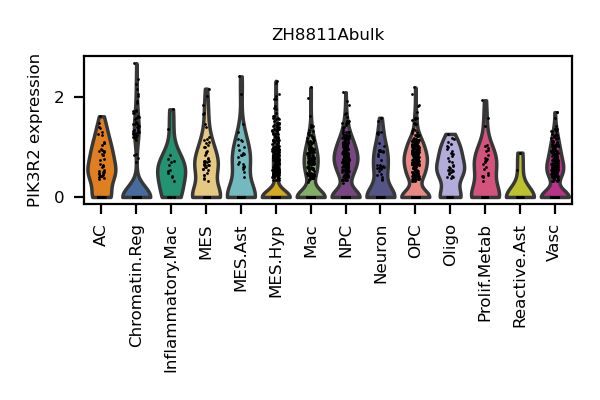 ZH8811Abulk
PIK3R2 expression
2
0
AC
Chromatin.Reg
Inflammatory.Mac
MES
MES.Ast
MES.Hyp
Mac
NPC
Neuron
OPC
Oligo
Prolif.Metab
Reactive.Ast
Vasc